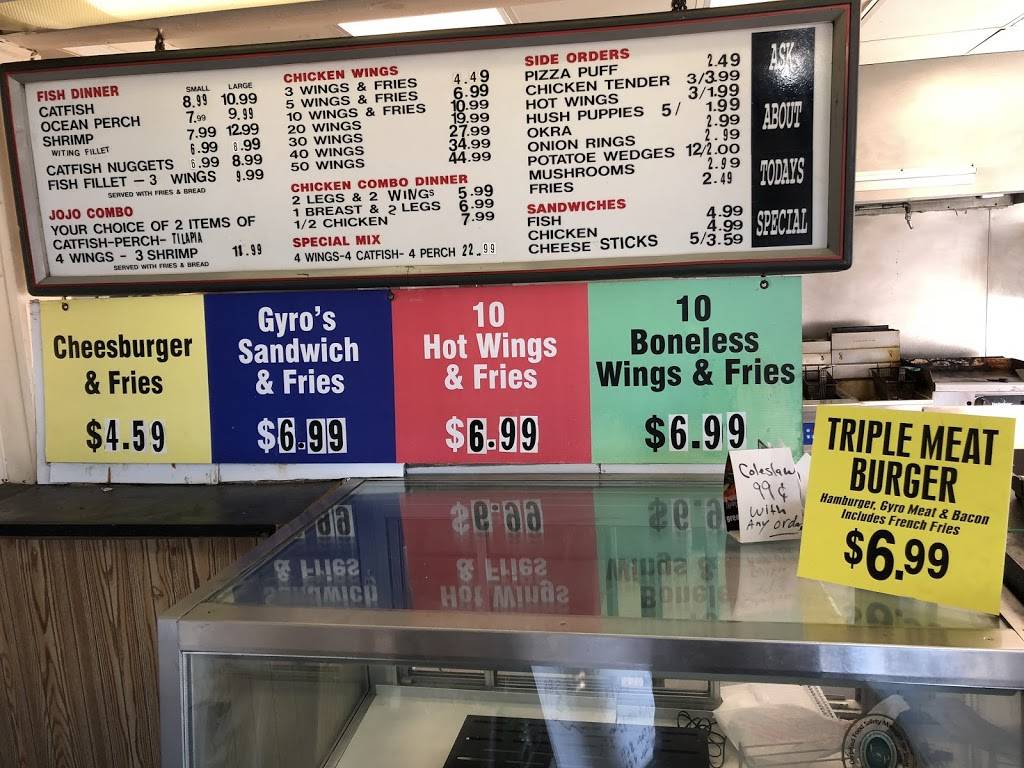 FISH DINNER SMALL LARGE
CATFISH 8.99 10.99
OCEAN PERCH 7.99 9.99
SHRIMP 7.99 12.99
WITING FILLET 6.99 8.99
CATFISH NUGGETS 6.99 8.99
FISH FILLET – 3 WINGS 9.99
SERVED WITH FRIES & BREAD
JOJO COMBO
YOUR CHOICE OF 2 ITEMS OF
CATFISH-PERCH- TILAPIA
4 WINGS - 3 SHRIMP 11.99
SERVED WITH FRIES & BREAD
CHICKEN WINGS
3 WINGS & FRIES 4.49
5 WINGS & FRIES 6.99
10 WINGS & FRIES 10.99
20 WINGS 19.99
30 WINGS 27.99
40 WINGS 34.99
50 WINGS 44.99
CHICKEN COMBO DINNER
2 LEGS & 2 WINGS 5.99
1 BREAST & 2 LEGS 6.99
1/2 CHICKEN 7.99
SPECIAL MIX
4 WINGS-4 CATFISH- 4 PERCH 22.99
SIDE ORDERS
PIZZA PUFF 2.49
CHICKEN TENDER 3/3.99
HOT WINGS 3/1.99
HUSH PUPPIES 5/ 1.99
OKRA 2.99
ONION RINGS 2.99
POTATOE WEDGES 12/2.00
MUSHROOMS 2.99
FRIES 2.49
SANDWICHES
FISH 4.99
CHICKEN 4.99
CHEESE STICKS 5/3.59
ASK
ABOUT
TODAYS
SPECIAL
Cheesburger
& Fries
$4.59
Gyro's
Sandwich
& Fries
$6.99
10
Hot Wings
& Fries
$6.99
10
Boneless
Wings & Fries
$6.99
Coleslaw
99¢
With
Any order
TRIPLE MEAT
BURGER
Hamburger, Gyro Meat & Bacon
Includes French Fries
$6.99